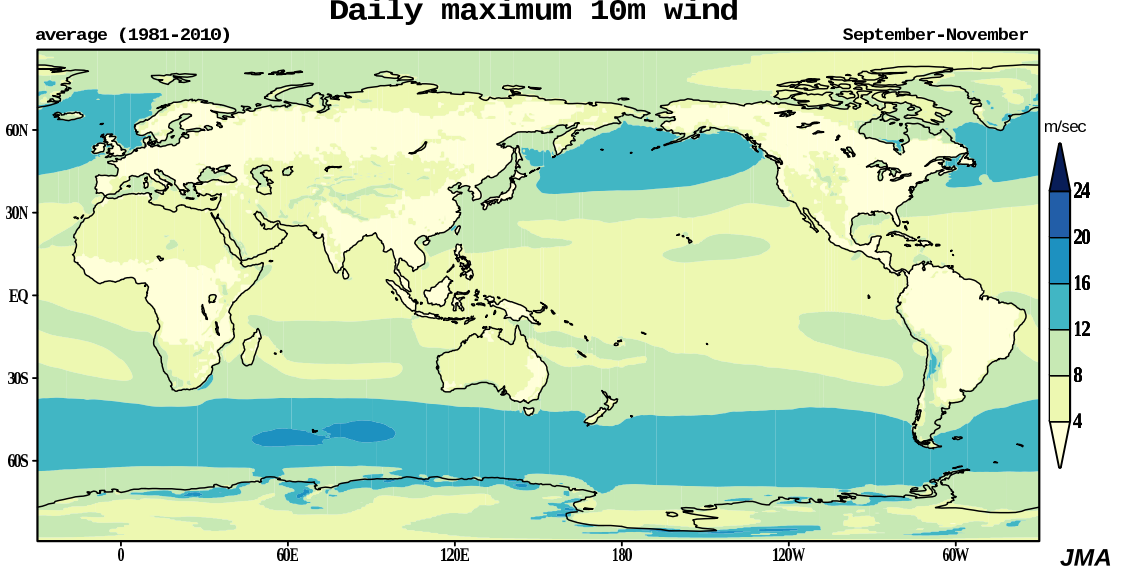 Daily maximum 10m wind
average (1981-2010) September-November
60N
30N
EQ
30S
60S
0 60E 120E 180 120W 60W
m/sec
24
20
16
12
8
4
JMA